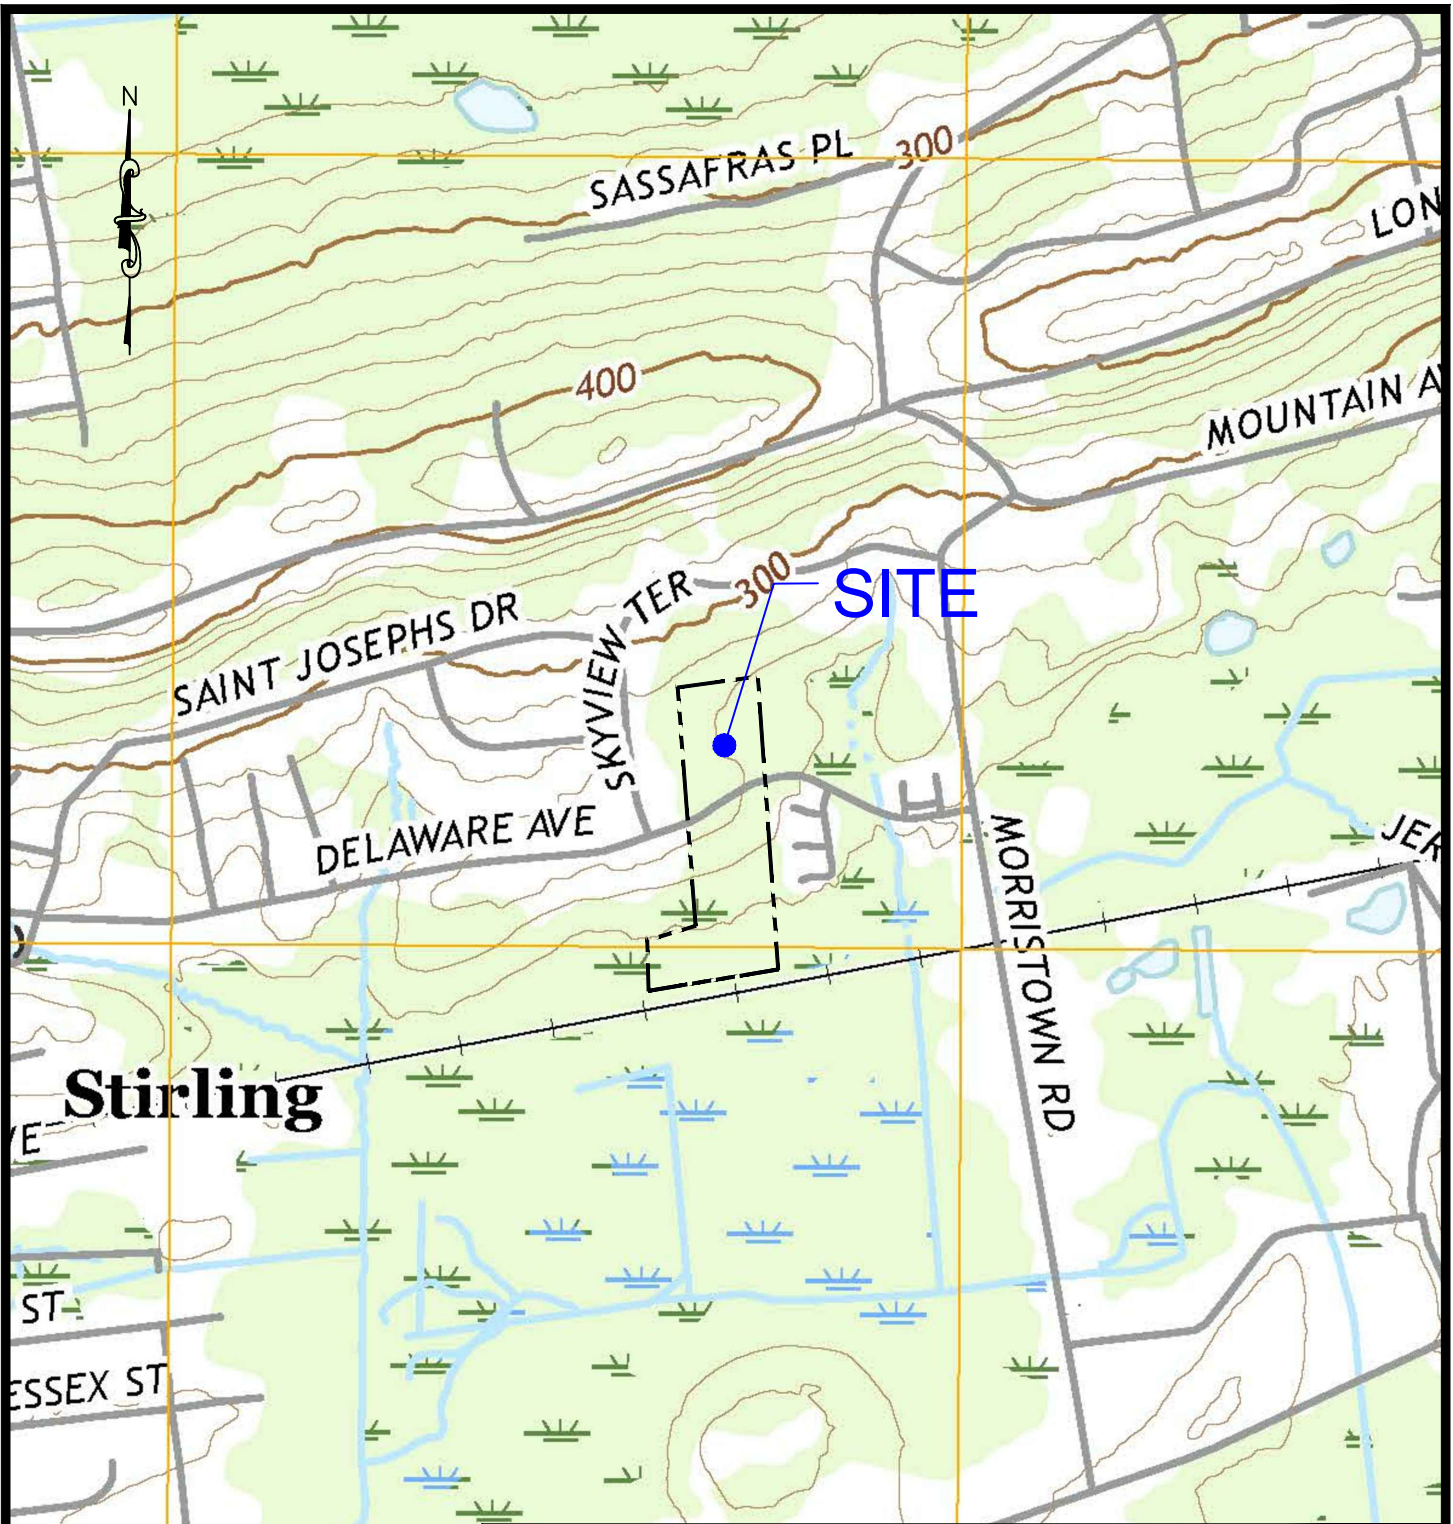 N
SASSAFRAS PL
300
LON
400
MOUNTAIN A
300
SITE
SKYVIEW TER
SAINT JOSEPHS DR
DELAWARE AVE
MORRISTOWN RD
JER
Stirling
VE
ST
ESSEX ST